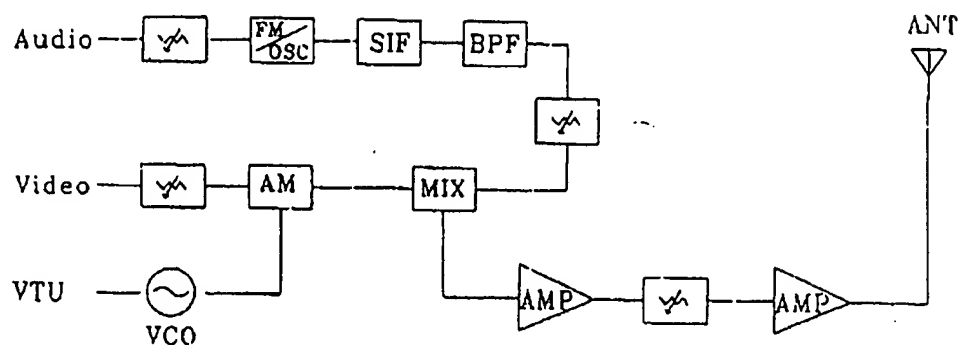 Audio
FM
OSC
SIF
BPF
ANT
Video
AM
MIX
VTU
VCO
AMP
AMP